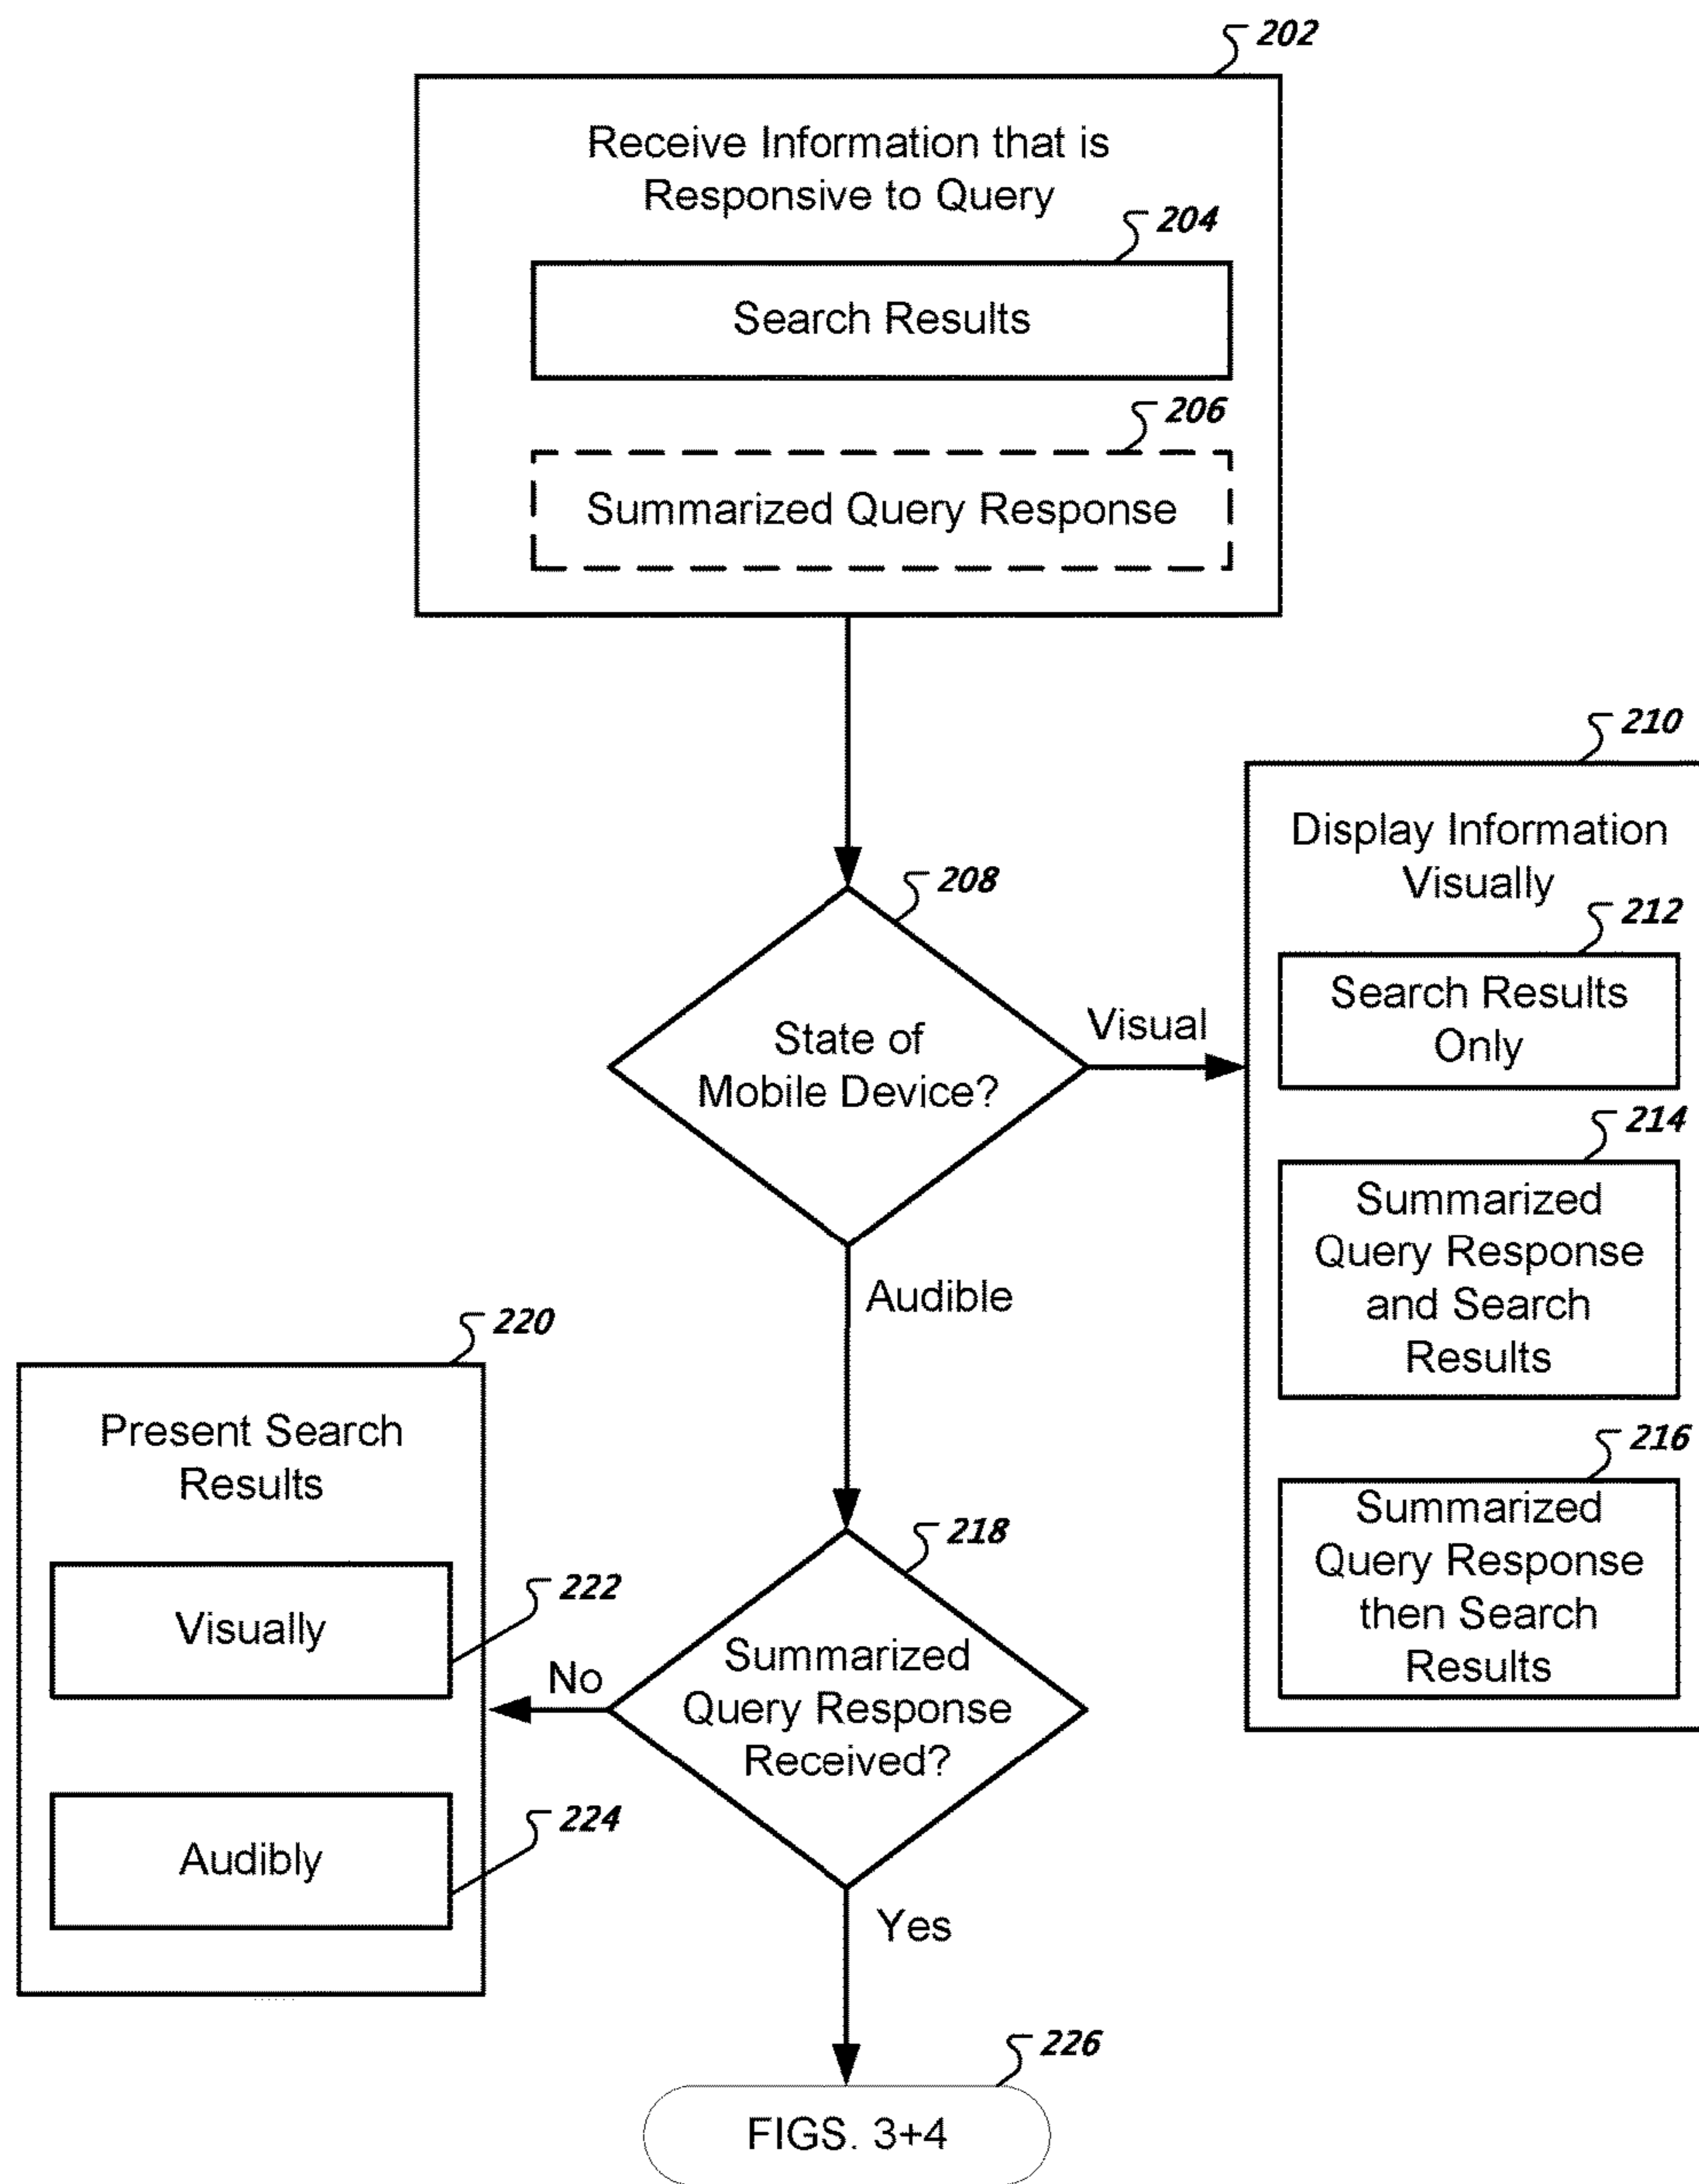 202
Receive Information that is
Responsive to Query
204
Search Results
206
Summarized Query Response
208
State of
Mobile Device?
Visual
210
Display Information
Visually
212
Search Results
Only
214
Summarized
Query Response
and Search
Results
216
Summarized
Query Response
then Search
Results
Audible
218
Summarized
Query Response
Received?
No
220
Present Search
Results
222
Visually
224
Audibly
Yes
226
FIGS. 3+4